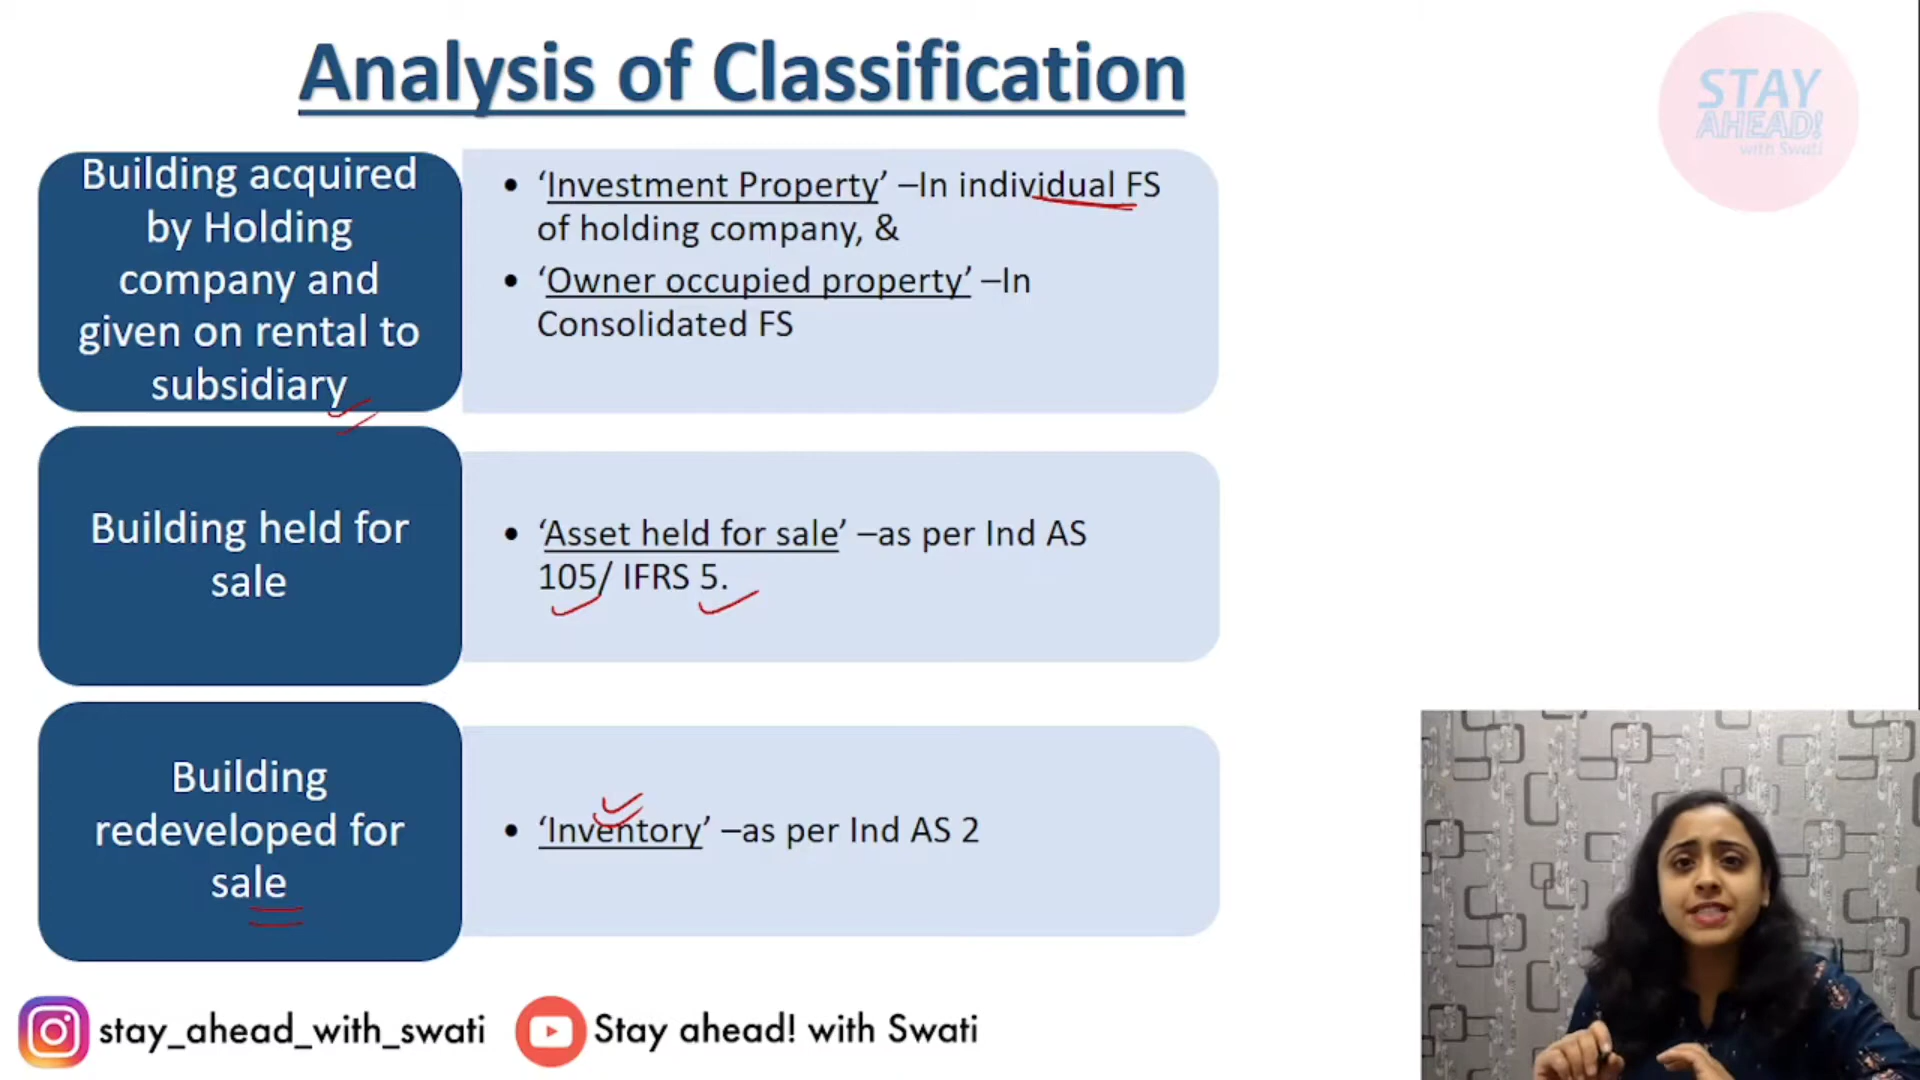 Analysis of Classification
STAY
AHEAD!
with Swati
Building acquired
by Holding
company and
given on rental to
subsidiary
• ‘Investment Property’ –In individual FS
of holding company, &
• ‘Owner occupied property’ –In
Consolidated FS
Building held for
sale
• ‘Asset held for sale’ –as per Ind AS
105/ IFRS 5.
Building
redeveloped for
sale
• ‘Inventory’ –as per Ind AS 2
stay_ahead_with_swati
Stay ahead! with Swati